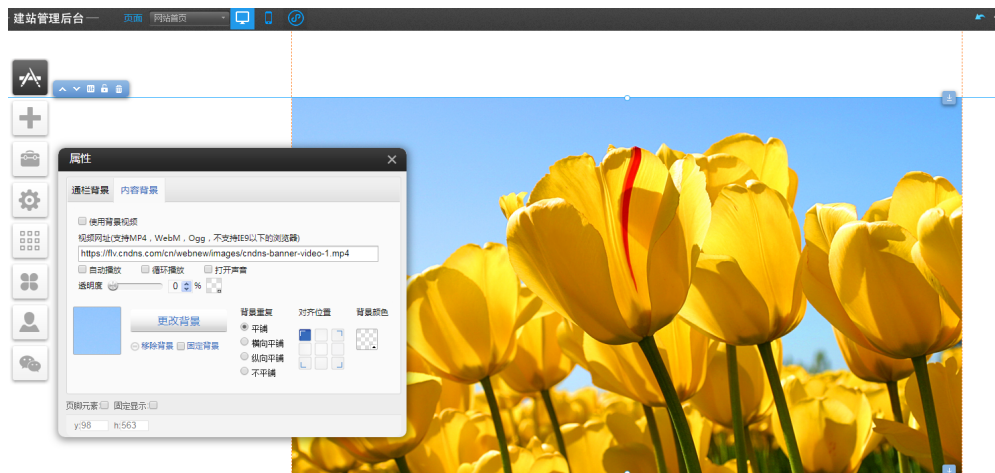 建站管理后台 页面 网站首页
属性
通栏背景 内容背景
使用背景视频
视频网址(支持MP4，WebM，Ogg，不支持IE9以下的浏览器)
https://flv.cndns.com/cn/webnew/images/cndns-banner-video-1.mp4
自动播放 循环播放 打开声音
透明度 0 %
更改背景
移除背景 固定背景
背景重复
平铺
横向平铺
纵向平铺
不平铺
对齐位置
背景颜色
页脚元素: 固定显示:
y:98 h:563